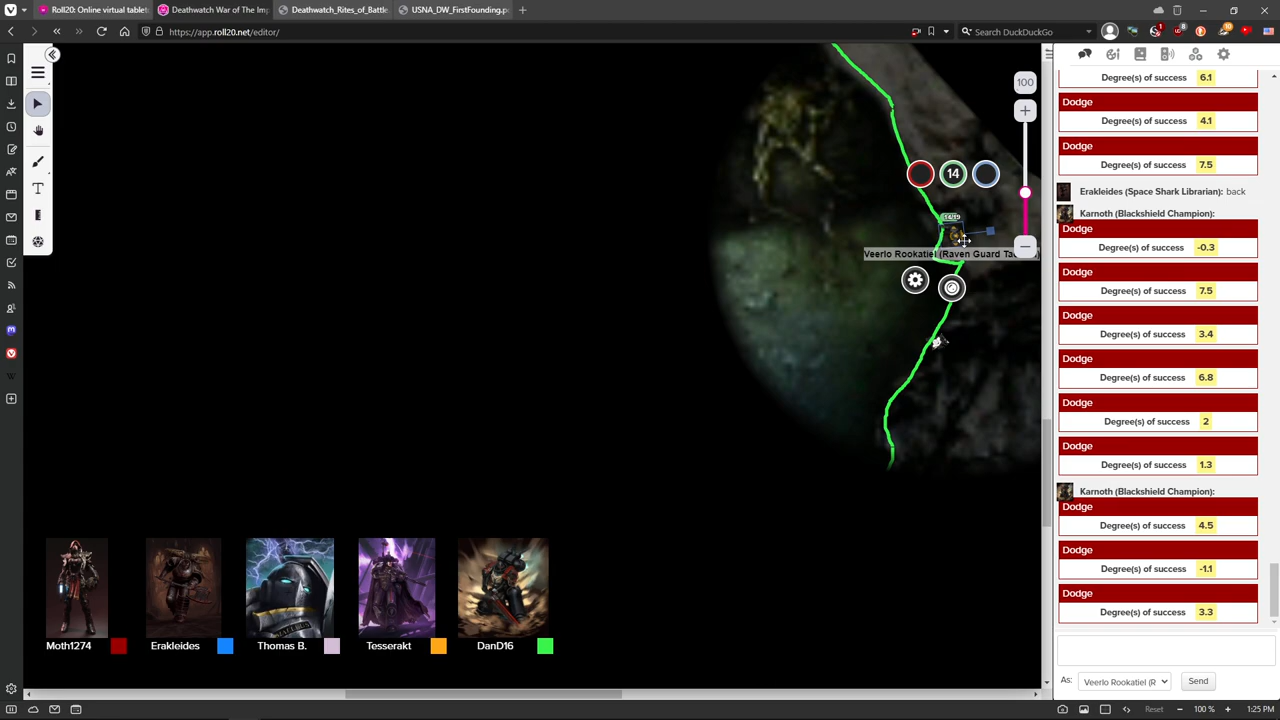 Roll20: Online virtual tablet
Deathwatch War of The Imp
Deathwatch_Rites_of_Battle
USNA_DW_FirstFounding.p
https://app.roll20.net/editor/
Search DuckDuckGo
100
14
14/19
Veerlo Rookatiel (Raven Guard Tac
Moth1274
Erakleides
Thomas B.
Tesserakt
DanD16
Degree(s) of success 6.1
Dodge
Degree(s) of success 4.1
Dodge
Degree(s) of success 7.5
Erakleides (Space Shark Librarian): back
Karnoth (Blackshield Champion):
Dodge
Degree(s) of success -0.3
Dodge
Degree(s) of success 7.5
Dodge
Degree(s) of success 3.4
Dodge
Degree(s) of success 6.8
Dodge
Degree(s) of success 2
Dodge
Degree(s) of success 1.3
Karnoth (Blackshield Champion):
Dodge
Degree(s) of success 4.5
Dodge
Degree(s) of success -1.1
Dodge
Degree(s) of success 3.3
As: Veerlo Rookatiel (R Send
Reset 100 % 1:25 PM